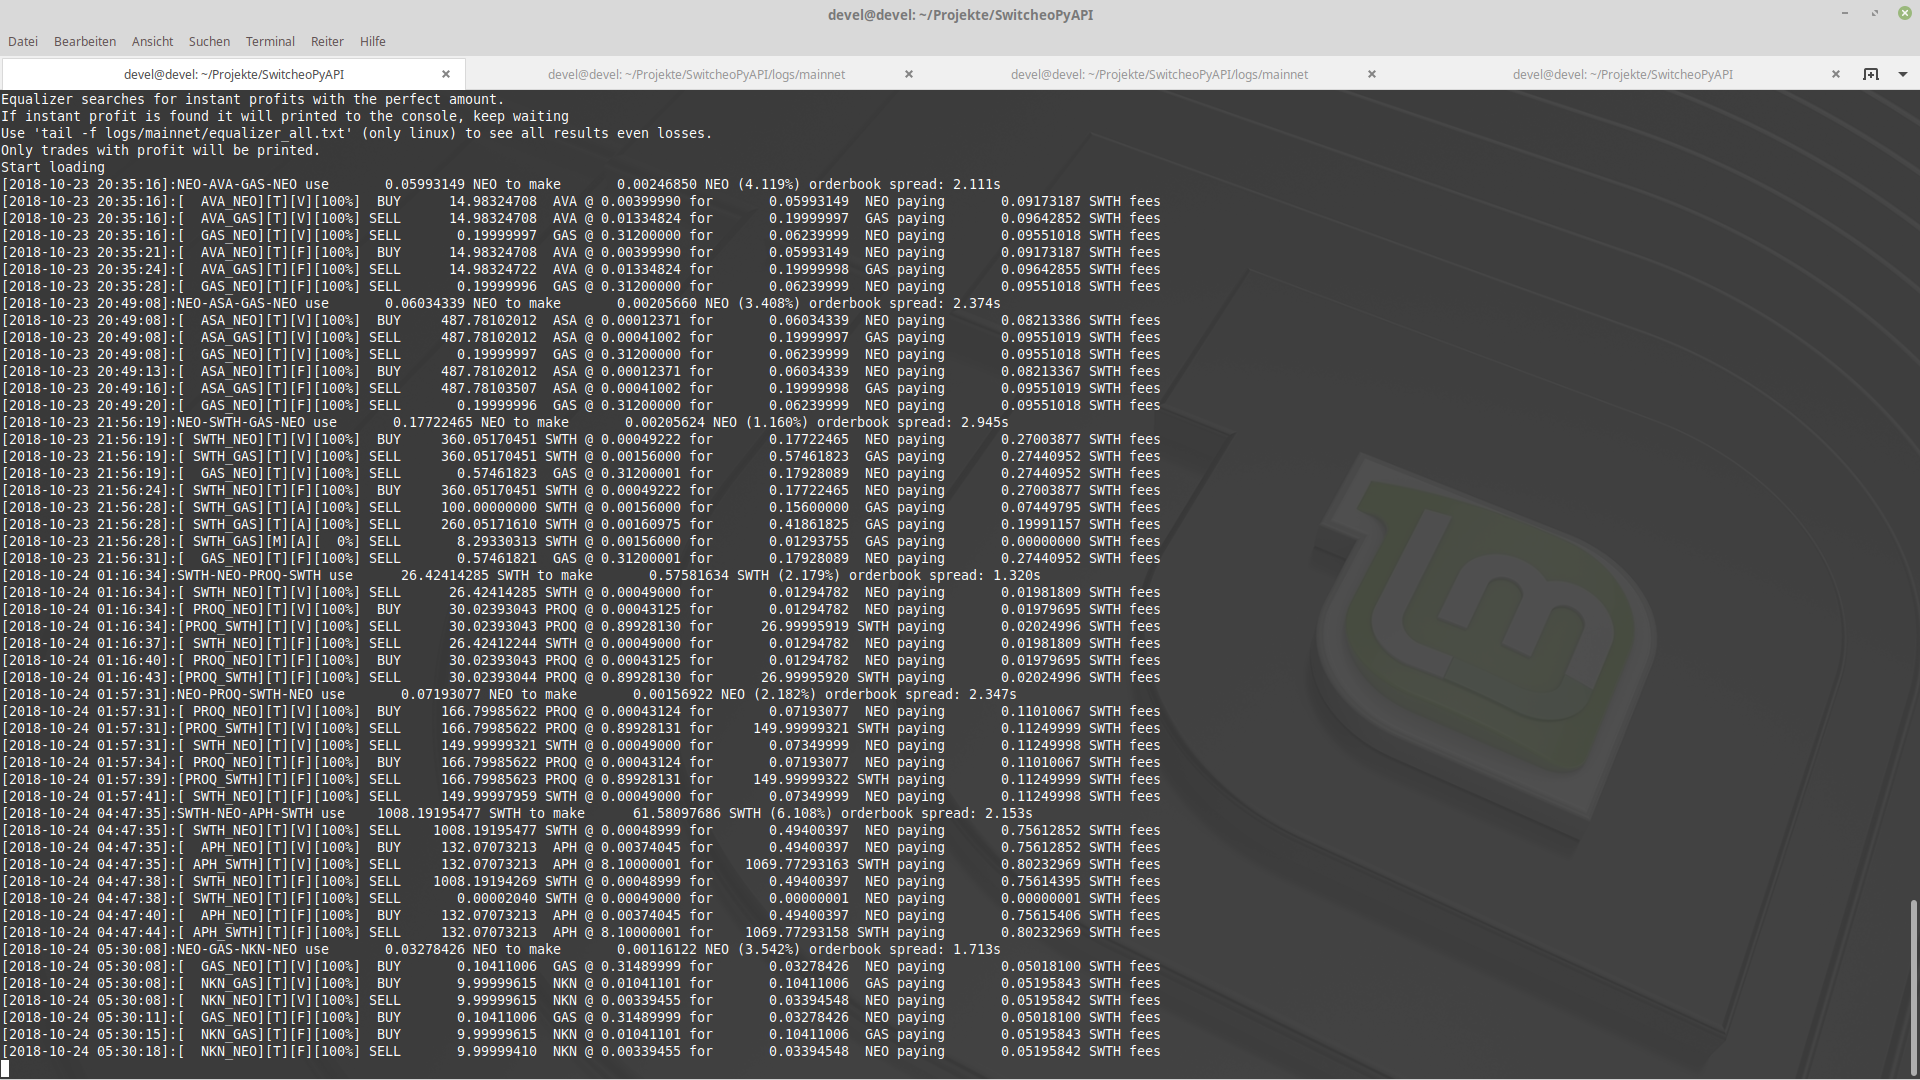 devel@devel: ~/Projekte/SwitcheoPyAPI
Datei Bearbeiten Ansicht Suchen Terminal Reiter Hilfe
devel@devel: ~/Projekte/SwitcheoPyAPI devel@devel: ~/Projekte/SwitcheoPyAPI/logs/mainnet devel@devel: ~/Projekte/SwitcheoPyAPI/logs/mainnet devel@devel: ~/Projekte/SwitcheoPyAPI
Equalizer searches for instant profits with the perfect amount.
If instant profit is found it will printed to the console, keep waiting
Use 'tail -f logs/mainnet/equalizer_all.txt' (only linux) to see all results even losses.
Only trades with profit will be printed.
Start loading
[2018-10-23 20:35:16]:NEO-AVA-GAS-NEO use 0.05993149 NEO to make 0.00246850 NEO (4.119%) orderbook spread: 2.111s
[2018-10-23 20:35:16]:[ AVA_NEO][T][V][100%] BUY 14.98324708 AVA @ 0.00399990 for 0.05993149 NEO paying 0.09173187 SWTH fees
[2018-10-23 20:35:16]:[ AVA_GAS][T][V][100%] SELL 14.98324708 AVA @ 0.01334824 for 0.19999997 GAS paying 0.09642852 SWTH fees
[2018-10-23 20:35:16]:[ GAS_NEO][T][V][100%] SELL 0.19999997 GAS @ 0.31200000 for 0.06239999 NEO paying 0.09551018 SWTH fees
[2018-10-23 20:35:21]:[ AVA_NEO][T][F][100%] BUY 14.98324708 AVA @ 0.00399990 for 0.05993149 NEO paying 0.09173187 SWTH fees
[2018-10-23 20:35:24]:[ AVA_GAS][T][F][100%] SELL 14.98324722 AVA @ 0.01334824 for 0.19999998 GAS paying 0.09642855 SWTH fees
[2018-10-23 20:35:28]:[ GAS_NEO][T][F][100%] SELL 0.19999996 GAS @ 0.31200000 for 0.06239999 NEO paying 0.09551018 SWTH fees
[2018-10-23 20:49:08]:NEO-ASA-GAS-NEO use 0.06034339 NEO to make 0.00205660 NEO (3.408%) orderbook spread: 2.374s
[2018-10-23 20:49:08]:[ ASA_NEO][T][V][100%] BUY 487.78102012 ASA @ 0.00012371 for 0.06034339 NEO paying 0.08213386 SWTH fees
[2018-10-23 20:49:08]:[ ASA_GAS][T][V][100%] SELL 487.78102012 ASA @ 0.00041002 for 0.19999997 GAS paying 0.09551019 SWTH fees
[2018-10-23 20:49:08]:[ GAS_NEO][T][V][100%] SELL 0.19999997 GAS @ 0.31200000 for 0.06239999 NEO paying 0.09551018 SWTH fees
[2018-10-23 20:49:13]:[ ASA_NEO][T][F][100%] BUY 487.78102012 ASA @ 0.00012371 for 0.06034339 NEO paying 0.08213367 SWTH fees
[2018-10-23 20:49:16]:[ ASA_GAS][T][F][100%] SELL 487.78103507 ASA @ 0.00041002 for 0.19999998 GAS paying 0.09551019 SWTH fees
[2018-10-23 20:49:20]:[ GAS_NEO][T][F][100%] SELL 0.19999996 GAS @ 0.31200000 for 0.06239999 NEO paying 0.09551018 SWTH fees
[2018-10-23 21:56:19]:NEO-SWTH-GAS-NEO use 0.17722465 NEO to make 0.00205624 NEO (1.160%) orderbook spread: 2.945s
[2018-10-23 21:56:19]:[ SWTH_NEO][T][V][100%] BUY 360.05170451 SWTH @ 0.00049222 for 0.17722465 NEO paying 0.27003877 SWTH fees
[2018-10-23 21:56:19]:[ SWTH_GAS][T][V][100%] SELL 360.05170451 SWTH @ 0.00156000 for 0.57461823 GAS paying 0.27440952 SWTH fees
[2018-10-23 21:56:19]:[ GAS_NEO][T][V][100%] SELL 0.57461823 GAS @ 0.31200001 for 0.17928089 NEO paying 0.27440952 SWTH fees
[2018-10-23 21:56:24]:[ SWTH_NEO][T][F][100%] BUY 360.05170451 SWTH @ 0.00049222 for 0.17722465 NEO paying 0.27003877 SWTH fees
[2018-10-23 21:56:28]:[ SWTH_GAS][T][A][100%] SELL 100.00000000 SWTH @ 0.00156000 for 0.15600000 GAS paying 0.07449795 SWTH fees
[2018-10-23 21:56:28]:[ SWTH_GAS][T][A][100%] SELL 260.05171610 SWTH @ 0.00160975 for 0.41861825 GAS paying 0.19991157 SWTH fees
[2018-10-23 21:56:28]:[ SWTH_GAS][M][A][ 0%] SELL 8.29330313 SWTH @ 0.00156000 for 0.01293755 GAS paying 0.00000000 SWTH fees
[2018-10-23 21:56:31]:[ GAS_NEO][T][F][100%] SELL 0.57461821 GAS @ 0.31200001 for 0.17928089 NEO paying 0.27440952 SWTH fees
[2018-10-24 01:16:34]:SWTH-NEO-PROQ-SWTH use 26.42414285 SWTH to make 0.57581634 SWTH (2.179%) orderbook spread: 1.320s
[2018-10-24 01:16:34]:[ SWTH_NEO][T][V][100%] SELL 26.42414285 SWTH @ 0.00049000 for 0.01294782 NEO paying 0.01981809 SWTH fees
[2018-10-24 01:16:34]:[ PROQ_NEO][T][V][100%] BUY 30.02393043 PROQ @ 0.00043125 for 0.01294782 NEO paying 0.01979695 SWTH fees
[2018-10-24 01:16:34]:[PROQ_SWTH][T][V][100%] SELL 30.02393043 PROQ @ 0.89928130 for 26.99995919 SWTH paying 0.02024996 SWTH fees
[2018-10-24 01:16:37]:[ SWTH_NEO][T][F][100%] SELL 26.42412244 SWTH @ 0.00049000 for 0.01294782 NEO paying 0.01981809 SWTH fees
[2018-10-24 01:16:40]:[ PROQ_NEO][T][F][100%] BUY 30.02393043 PROQ @ 0.00043125 for 0.01294782 NEO paying 0.01979695 SWTH fees
[2018-10-24 01:16:43]:[PROQ_SWTH][T][F][100%] SELL 30.02393044 PROQ @ 0.89928130 for 26.99995920 SWTH paying 0.02024996 SWTH fees
[2018-10-24 01:57:31]:NEO-PROQ-SWTH-NEO use 0.07193077 NEO to make 0.00156922 NEO (2.182%) orderbook spread: 2.347s
[2018-10-24 01:57:31]:[ PROQ_NEO][T][V][100%] BUY 166.79985622 PROQ @ 0.00043124 for 0.07193077 NEO paying 0.11010067 SWTH fees
[2018-10-24 01:57:31]:[PROQ_SWTH][T][V][100%] SELL 166.79985622 PROQ @ 0.89928131 for 149.99999321 SWTH paying 0.11249999 SWTH fees
[2018-10-24 01:57:31]:[ SWTH_NEO][T][V][100%] SELL 149.99999321 SWTH @ 0.00049000 for 0.07349999 NEO paying 0.11249998 SWTH fees
[2018-10-24 01:57:34]:[ PROQ_NEO][T][F][100%] BUY 166.79985622 PROQ @ 0.00043124 for 0.07193077 NEO paying 0.11010067 SWTH fees
[2018-10-24 01:57:39]:[PROQ_SWTH][T][F][100%] SELL 166.79985623 PROQ @ 0.89928131 for 149.99999322 SWTH paying 0.11249999 SWTH fees
[2018-10-24 01:57:41]:[ SWTH_NEO][T][F][100%] SELL 149.99997959 SWTH @ 0.00049000 for 0.07349999 NEO paying 0.11249998 SWTH fees
[2018-10-24 04:47:35]:SWTH-NEO-APH-SWTH use 1008.19195477 SWTH to make 61.58097686 SWTH (6.108%) orderbook spread: 2.153s
[2018-10-24 04:47:35]:[ SWTH_NEO][T][V][100%] SELL 1008.19195477 SWTH @ 0.00048999 for 0.49400397 NEO paying 0.75612852 SWTH fees
[2018-10-24 04:47:35]:[ APH_NEO][T][V][100%] BUY 132.07073213 APH @ 0.00374045 for 0.49400397 NEO paying 0.75612852 SWTH fees
[2018-10-24 04:47:35]:[ APH_SWTH][T][V][100%] SELL 132.07073213 APH @ 8.10000001 for 1069.77293163 SWTH paying 0.80232969 SWTH fees
[2018-10-24 04:47:38]:[ SWTH_NEO][T][F][100%] SELL 1008.19194269 SWTH @ 0.00048999 for 0.49400397 NEO paying 0.75614395 SWTH fees
[2018-10-24 04:47:38]:[ SWTH_NEO][T][F][100%] SELL 0.00002040 SWTH @ 0.00049000 for 0.00000001 NEO paying 0.00000001 SWTH fees
[2018-10-24 04:47:40]:[ APH_NEO][T][F][100%] BUY 132.07073213 APH @ 0.00374045 for 0.49400397 NEO paying 0.75615406 SWTH fees
[2018-10-24 04:47:44]:[ APH_SWTH][T][F][100%] SELL 132.07073213 APH @ 8.10000001 for 1069.77293158 SWTH paying 0.80232969 SWTH fees
[2018-10-24 05:30:08]:NEO-GAS-NKN-NEO use 0.03278426 NEO to make 0.00116122 NEO (3.542%) orderbook spread: 1.713s
[2018-10-24 05:30:08]:[ GAS_NEO][T][V][100%] BUY 0.10411006 GAS @ 0.31489999 for 0.03278426 NEO paying 0.05018100 SWTH fees
[2018-10-24 05:30:08]:[ NKN_GAS][T][V][100%] BUY 9.99999615 NKN @ 0.01041101 for 0.10411006 GAS paying 0.05195843 SWTH fees
[2018-10-24 05:30:08]:[ NKN_NEO][T][V][100%] SELL 9.99999615 NKN @ 0.00339455 for 0.03394548 NEO paying 0.05195842 SWTH fees
[2018-10-24 05:30:11]:[ GAS_NEO][T][F][100%] BUY 0.10411006 GAS @ 0.31489999 for 0.03278426 NEO paying 0.05018100 SWTH fees
[2018-10-24 05:30:15]:[ NKN_GAS][T][F][100%] BUY 9.99999615 NKN @ 0.01041101 for 0.10411006 GAS paying 0.05195843 SWTH fees
[2018-10-24 05:30:18]:[ NKN_NEO][T][F][100%] SELL 9.99999410 NKN @ 0.00339455 for 0.03394548 NEO paying 0.05195842 SWTH fees